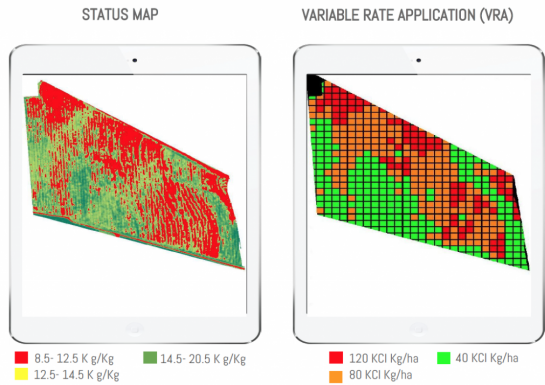 STATUS MAP
VARIABLE RATE APPLICATION (VRA)
8.5- 12.5 K g/Kg
14.5- 20.5 K g/Kg
12.5- 14.5 K g/Kg
120 KCl Kg/ha
40 KCl Kg/ha
80 KCl Kg/ha